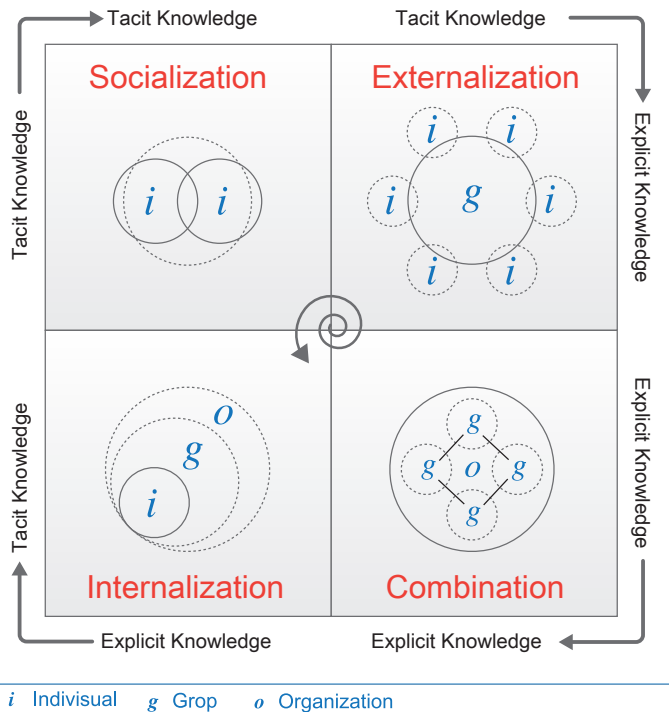 Tacit Knowledge
Tacit Knowledge
Tacit Knowledge
Explicit Knowledge
Socialization
Externalization
i
i
i
i
i
g
i
i
i
Tacit Knowledge
Explicit Knowledge
o
g
i
g
g
o
g
g
Internalization
Combination
Explicit Knowledge
Explicit Knowledge
i Indivisual g Grop o Organization